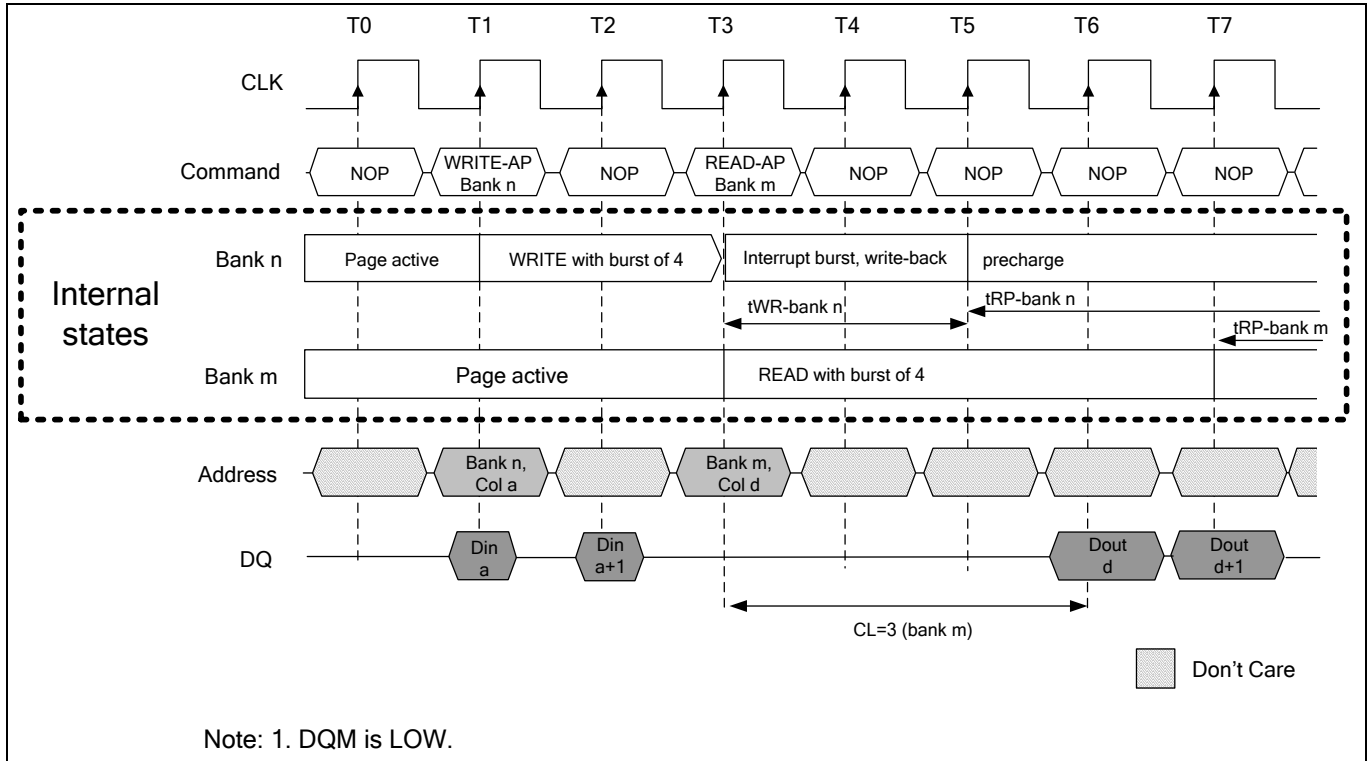 T0 T1 T2 T3 T4 T5 T6 T7
CLK
Command NOP WRITE-AP Bank n NOP READ-AP Bank m NOP NOP NOP NOP
Internal states
Bank n Page active WRITE with burst of 4 Interrupt burst, write-back precharge
tWR-bank n tRP-bank n
tRP-bank m
Bank m Page active READ with burst of 4
Address Bank n, Col a Bank m, Col d
DQ Din a Din a+1 Dout d Dout d+1
CL=3 (bank m)
Don't Care
Note: 1. DQM is LOW.